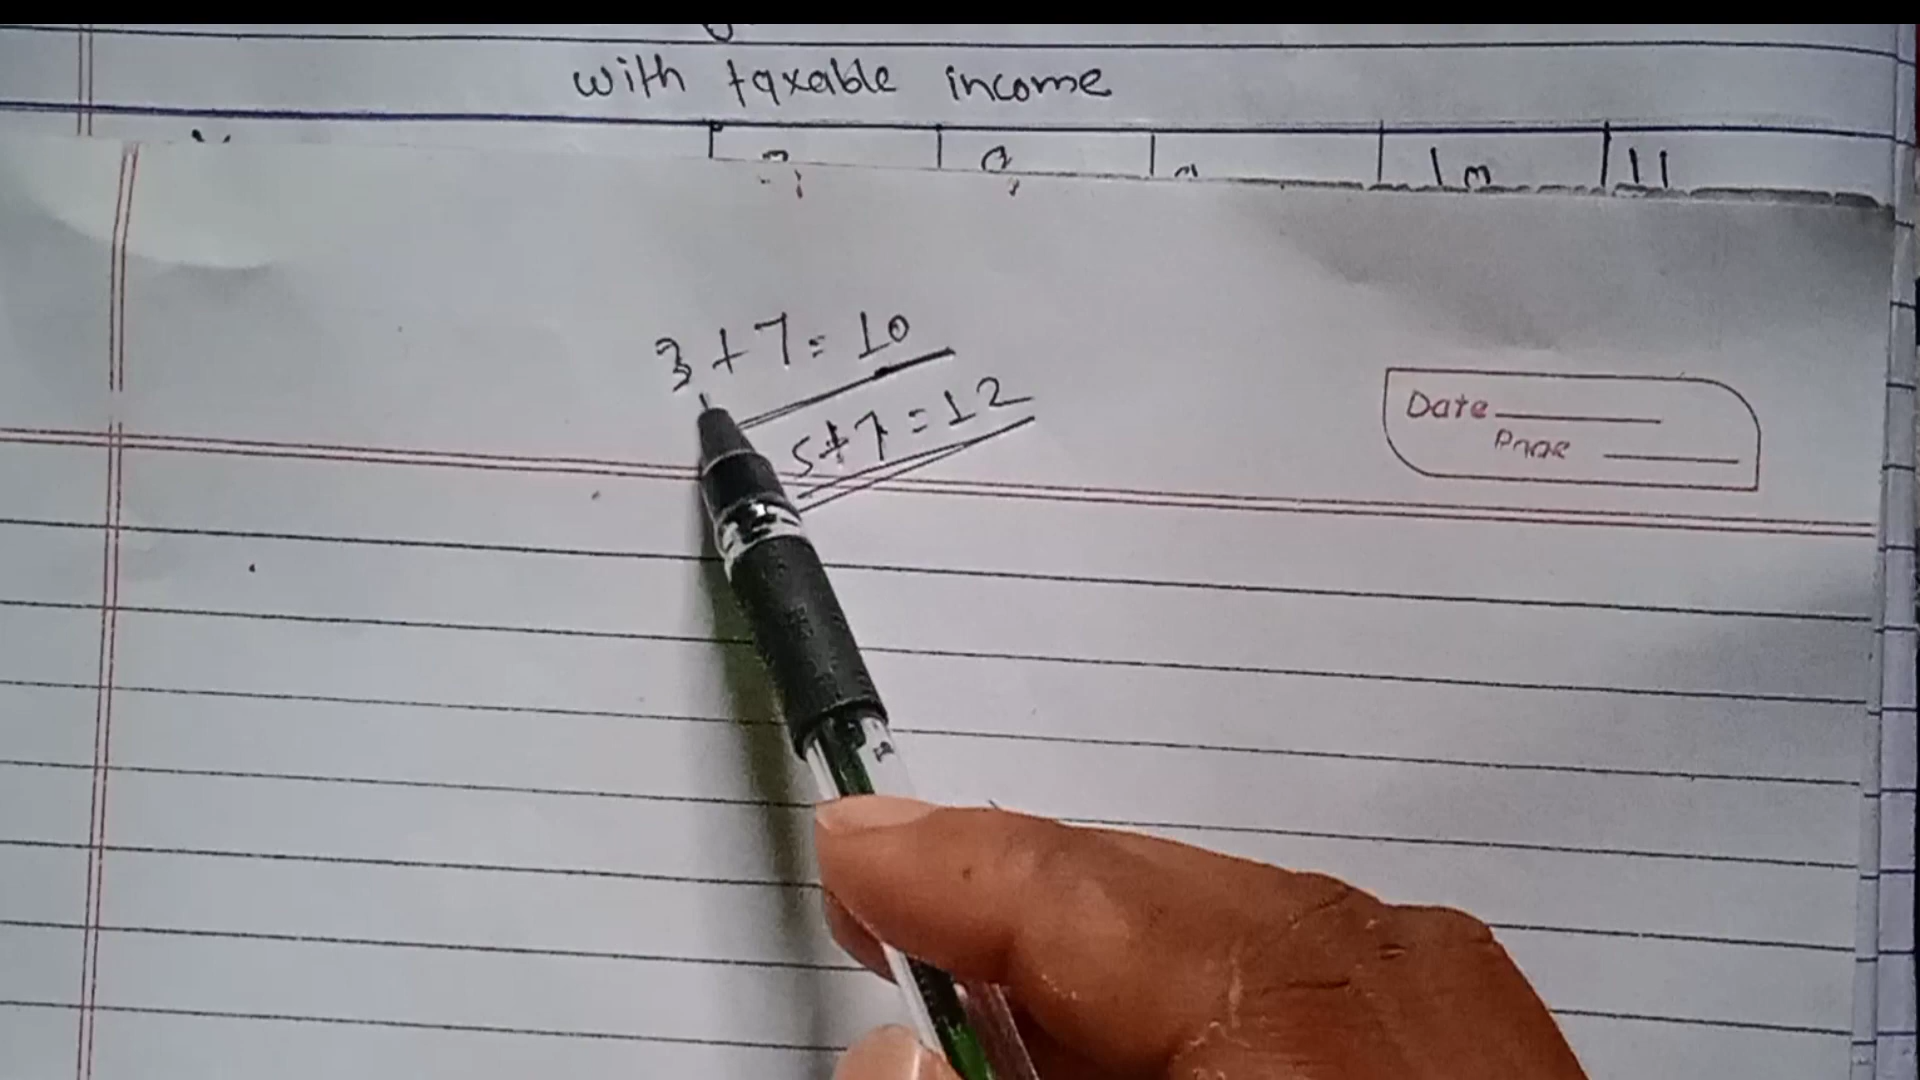 with taxable income
3+7=10
5+7=12
Date
Page